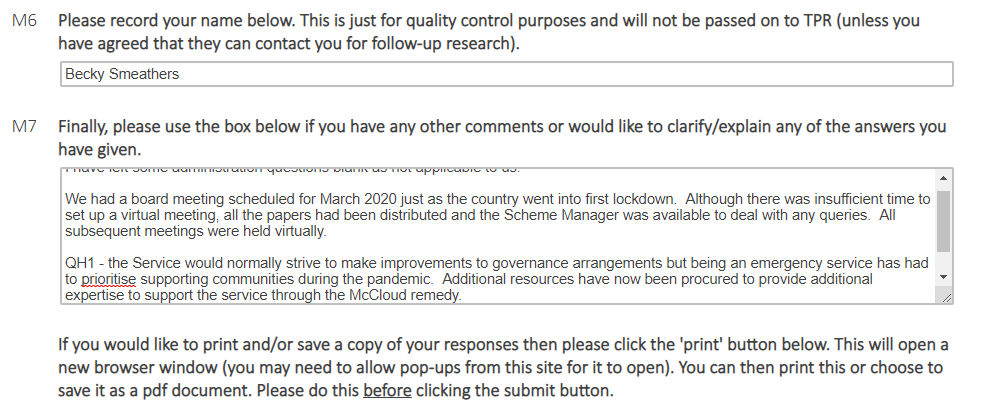 M6 Please record your name below. This is just for quality control purposes and will not be passed on to TPR (unless you
have agreed that they can contact you for follow-up research).
Becky Smeathers
M7 Finally, please use the box below if you have any other comments or would like to clarify/explain any of the answers you
have given.
I have left some administration questions blank as not applicable to us.
We had a board meeting scheduled for March 2020 just as the country went into first lockdown. Although there was insufficient time to
set up a virtual meeting, all the papers had been distributed and the Scheme Manager was available to deal with any queries. All
subsequent meetings were held virtually.
QH1 - the Service would normally strive to make improvements to governance arrangements but being an emergency service has had
to prioritise supporting communities during the pandemic. Additional resources have now been procured to provide additional
expertise to support the service through the McCloud remedy.
If you would like to print and/or save a copy of your responses then please click the 'print' button below. This will open a
new browser window (you may need to allow pop-ups from this site for it to open). You can then print this or choose to
save it as a pdf document. Please do this before clicking the submit button.